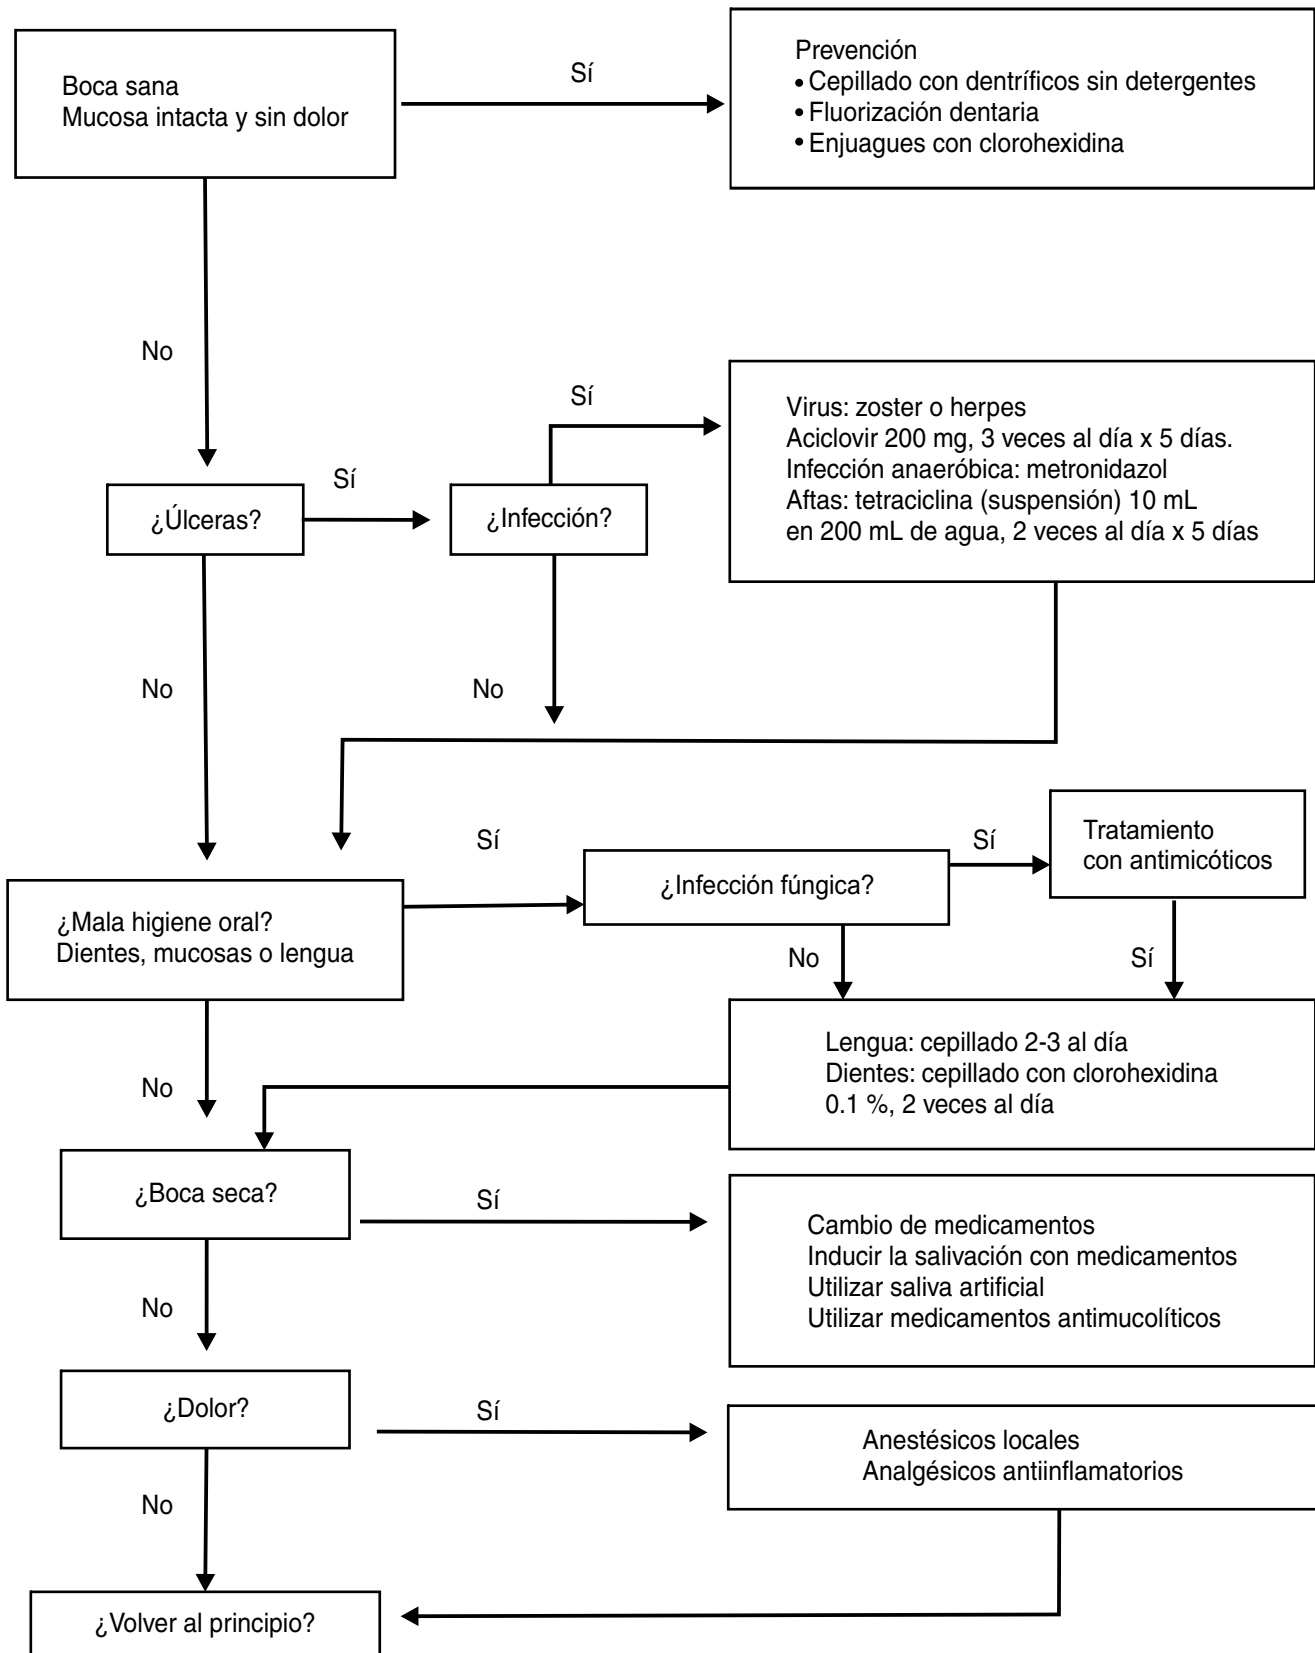 Boca sana
Mucosa intacta y sin dolor
Sí
Prevención
• Cepillado con dentríficos sin detergentes
• Fluorización dentaria
• Enjuagues con clorohexidina
No
Sí
Virus: zoster o herpes
Aciclovir 200 mg, 3 veces al día x 5 días.
Infección anaeróbica: metronidazol
Aftas: tetraciclina (suspensión) 10 mL
en 200 mL de agua, 2 veces al día x 5 días
¿Úlceras?
Sí
¿Infección?
No
No
¿Mala higiene oral?
Dientes, mucosas o lengua
Sí
¿Infección fúngica?
Sí
Tratamiento
con antimicóticos
No
Sí
Lengua: cepillado 2-3 al día
Dientes: cepillado con clorohexidina
0.1 %, 2 veces al día
No
¿Boca seca?
Sí
Cambio de medicamentos
Inducir la salivación con medicamentos
Utilizar saliva artificial
Utilizar medicamentos antimucolíticos
No
¿Dolor?
Sí
Anestésicos locales
Analgésicos antiinflamatorios
No
¿Volver al principio?